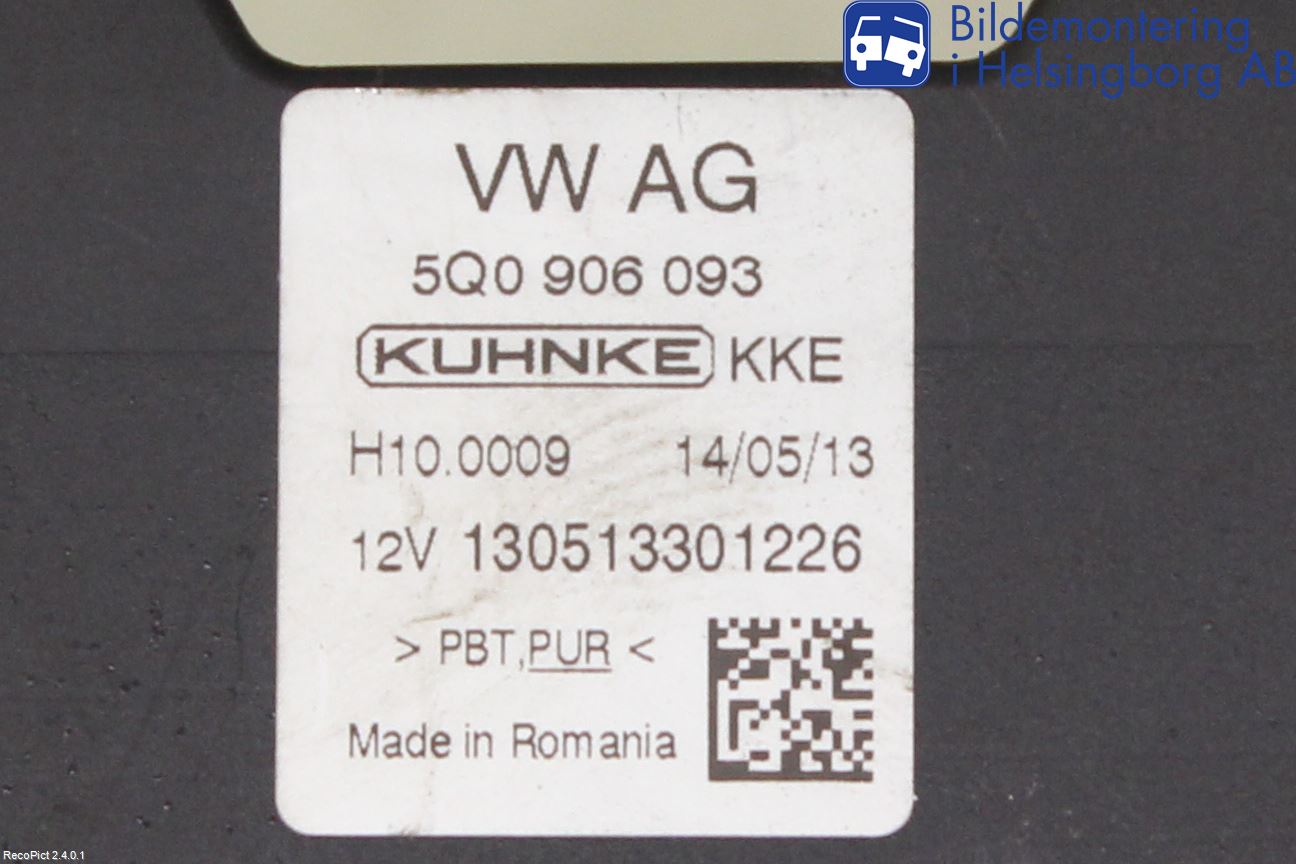 Bildemontering
i Helsingborg AB
VW AG
5Q0 906 093
KUHNKE KKE
H10.0009 14/05/13
12V 130513301226
> PBT,PUR <
Made in Romania
RecoPict 2.4.0.1